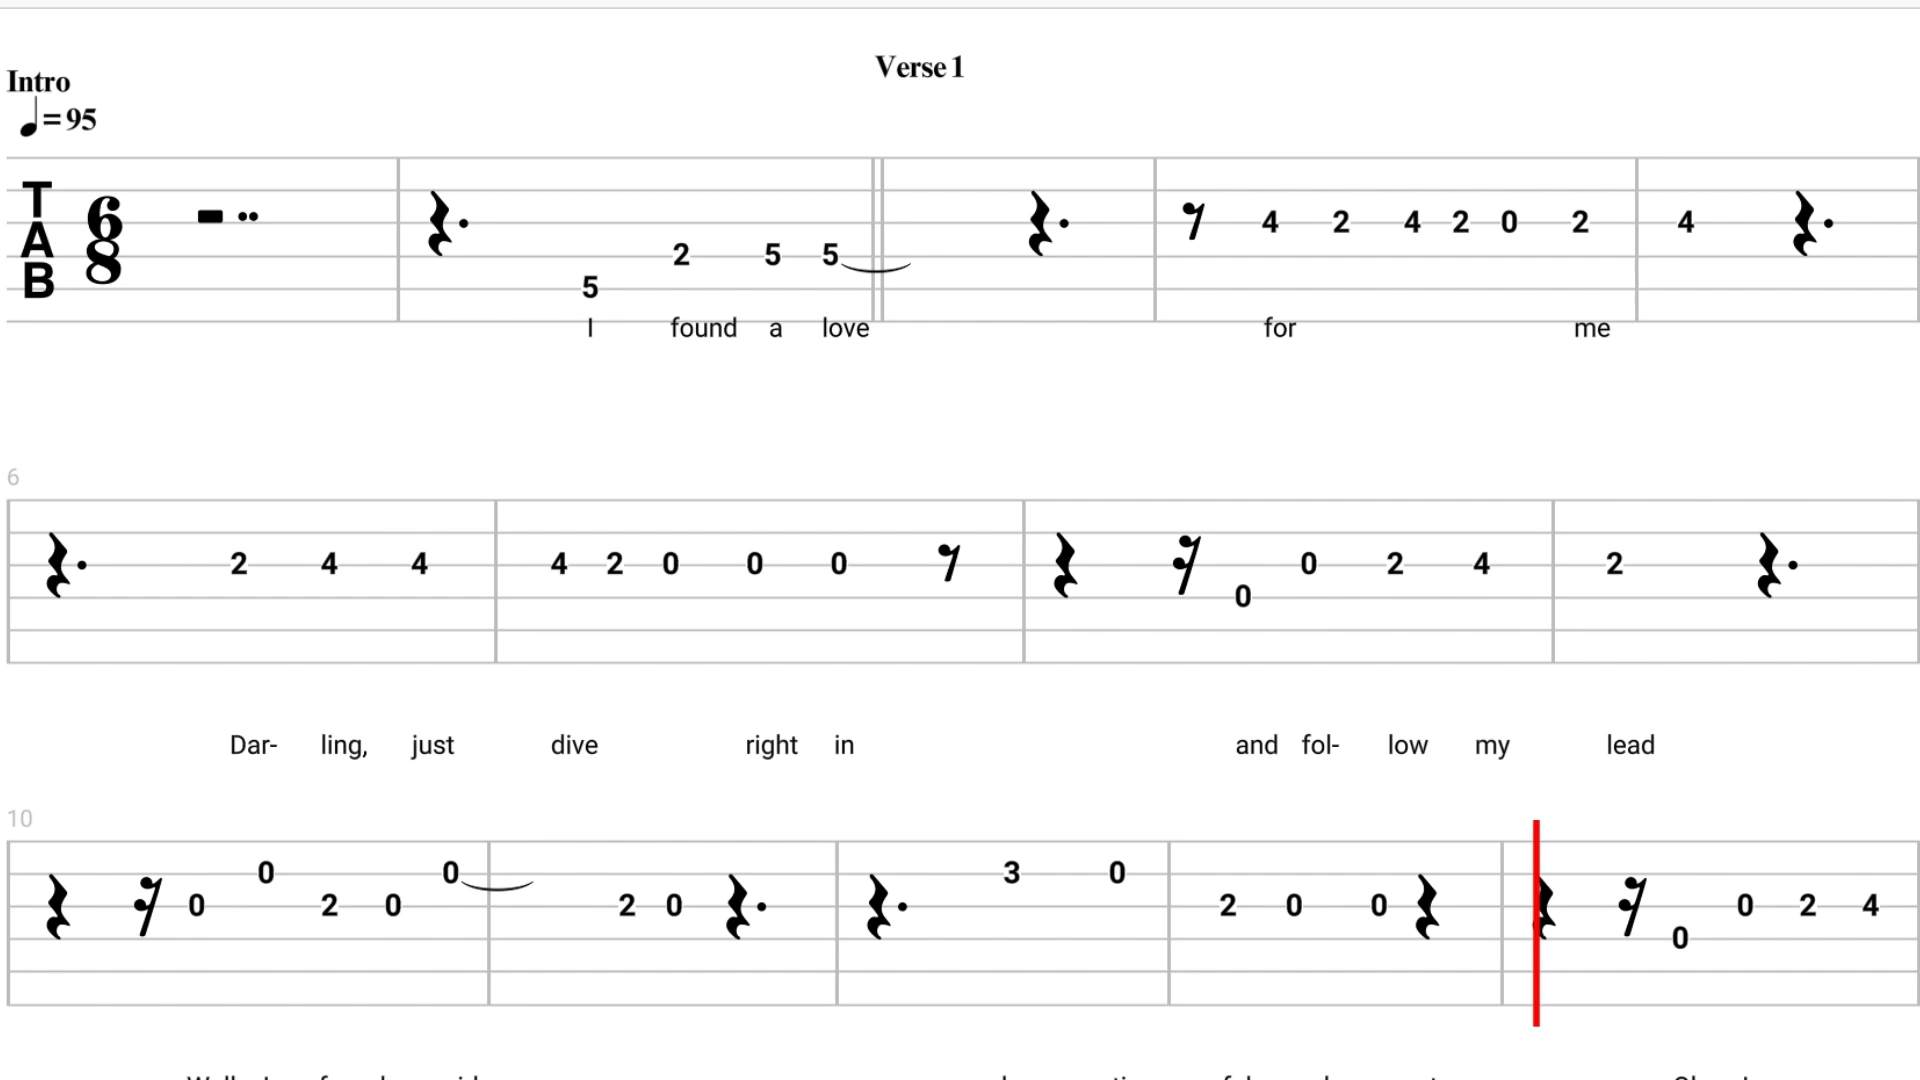 Verse 1
Intro
♩= 95
TAB 6/8
4 2 4 2 0 2 4
2 5 5
5
I found a love for me
6
2 4 4 4 2 0 0 0 0 2 4 2
0
Dar- ling, just dive right in and fol- low my lead
10
0 0 3 0
0 2 0 2 0 2 0 0 0 2 4
0